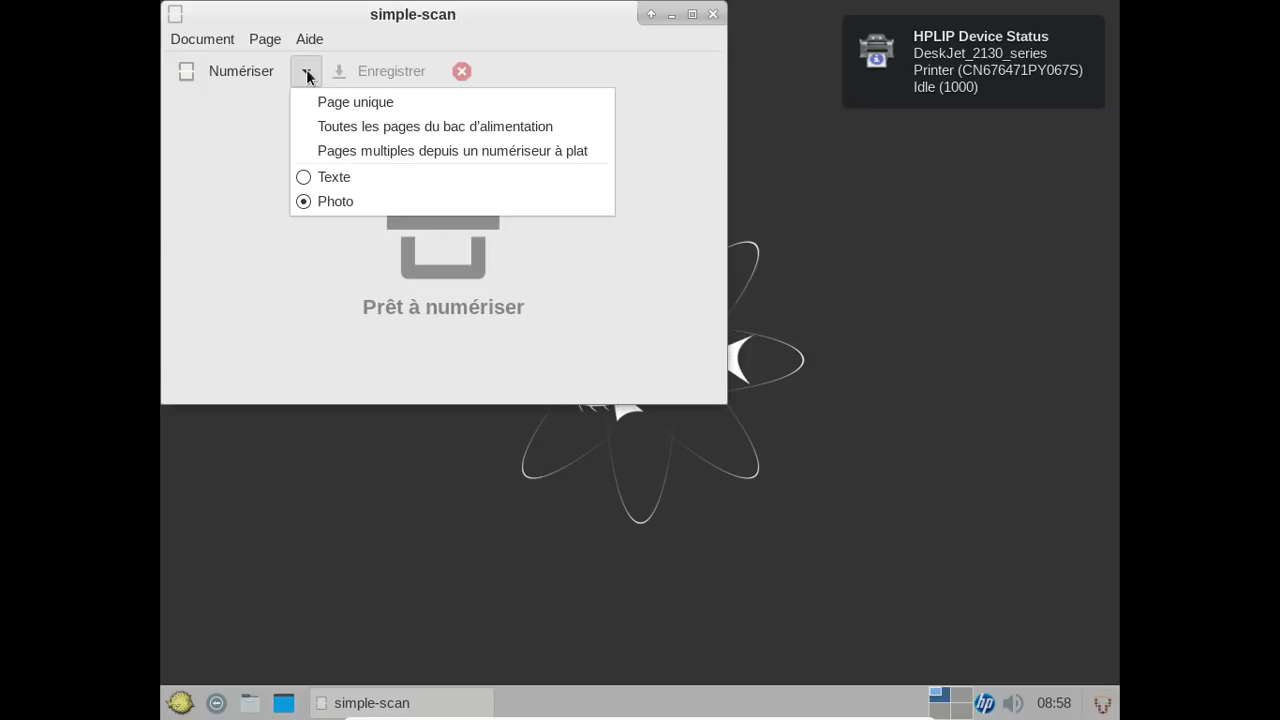 simple-scan
Document Page Aide
Numériser Enregistrer
Page unique
Toutes les pages du bac d'alimentation
Pages multiples depuis un numériseur à plat
Texte
Photo
Prêt à numériser
HPLIP Device Status
DeskJet_2130_series
Printer (CN676471PY067S)
Idle (1000)
simple-scan
hp
08:58